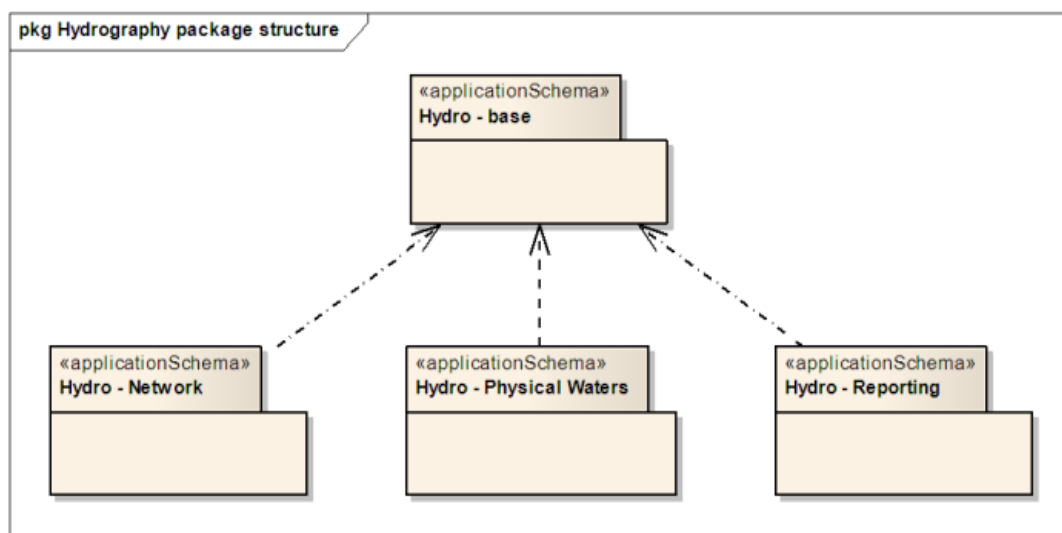 pkg Hydrography package structure
«applicationSchema»
Hydro - base
«applicationSchema»
Hydro - Network
«applicationSchema»
Hydro - Physical Waters
«applicationSchema»
Hydro - Reporting